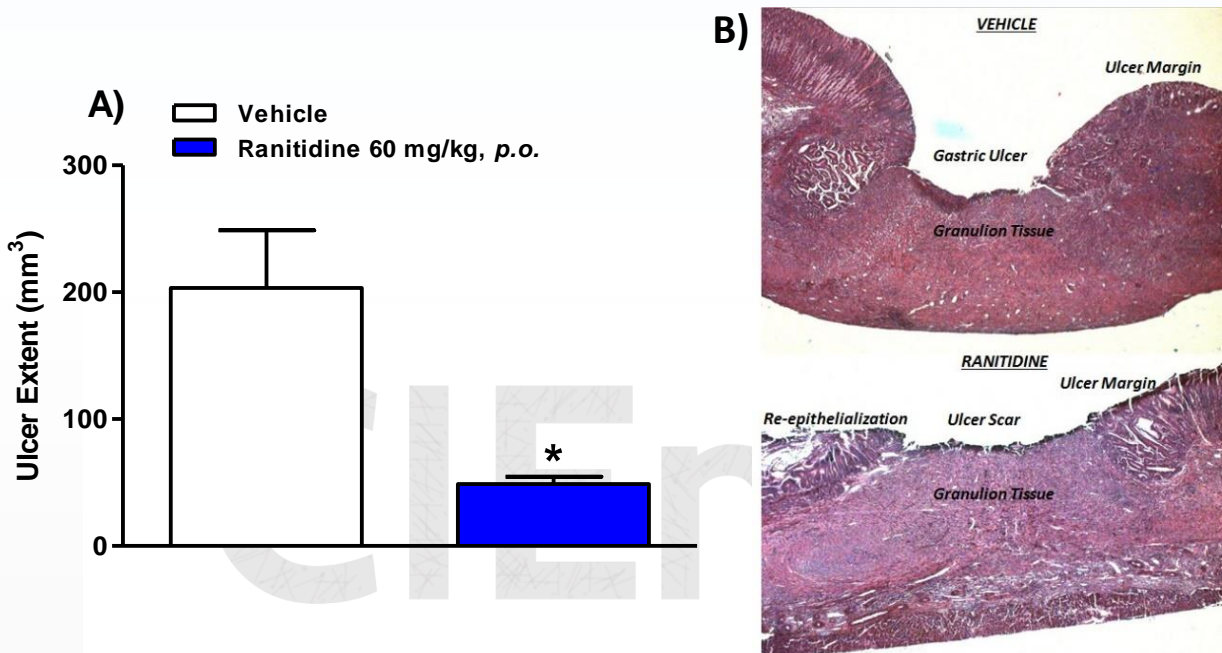 A)
Vehicle
Ranitidine 60 mg/kg, p.o.
300
200
100
0
Ulcer Extent (mm³)
*
CIEn
B)
VEHICLE
Ulcer Margin
Gastric Ulcer
Granulion Tissue
RANITIDINE
Ulcer Margin
Re-epithelialization
Ulcer Scar
Granulion Tissue